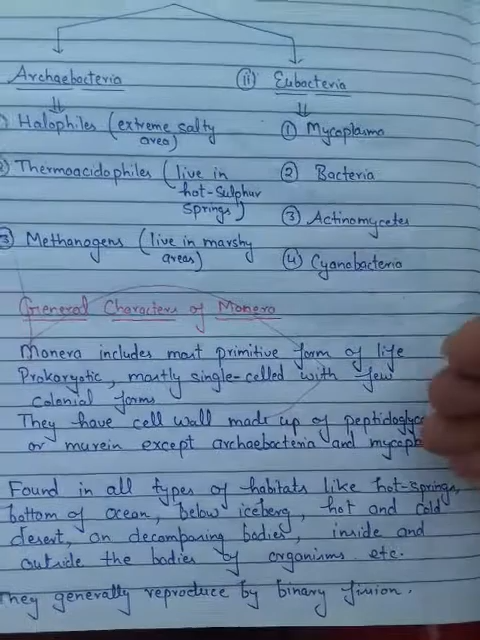 Archaebacteria
(ii) Eubacteria
Halophiles (extreme salty
area)
① Mycoplasma
Thermoacidophiles (live in
hot-sulphur
springs)
② Bacteria
③ Actinomycetes
③ Methanogens (live in marshy
areas)
④ Cyanobacteria
General Characters of Monera
Monera includes most primitive form of life
Prokaryotic, mostly single-celled with few
colonial forms
They have cell wall made up of peptidoglyc
or murein except archaebacteria and mycop
Found in all types of habitats like hot-springs,
bottom of ocean, below iceberg, hot and cold
desert, on decomposing bodies, inside and
outside the bodies of organisms etc.
They generally reproduce by binary fission.